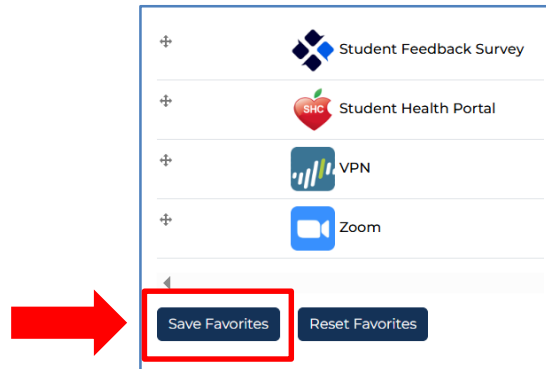 Student Feedback Survey
SHC
Student Health Portal
VPN
Zoom
Save Favorites
Reset Favorites